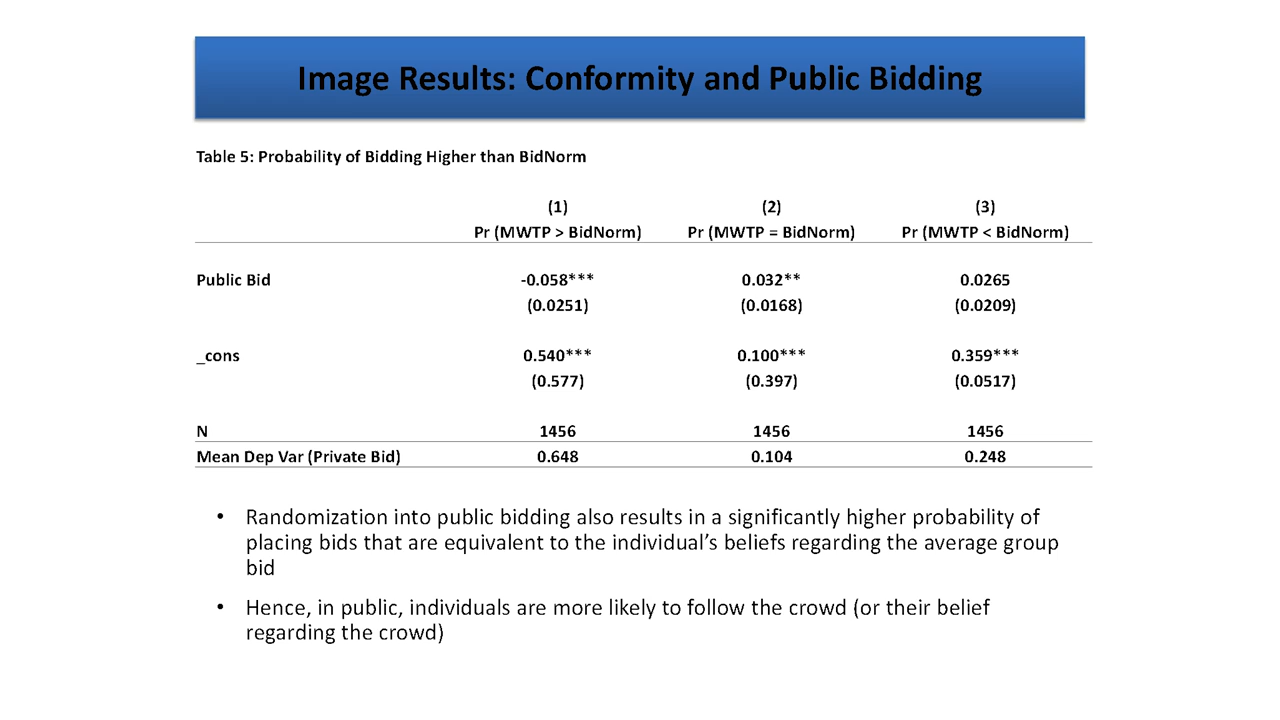 Image Results: Conformity and Public Bidding
Table 5: Probability of Bidding Higher than BidNorm
(1) (2) (3)
Pr (MWTP > BidNorm) Pr (MWTP = BidNorm) Pr (MWTP < BidNorm)
Public Bid -0.058*** 0.032** 0.0265
(0.0251) (0.0168) (0.0209)
_cons 0.540*** 0.100*** 0.359***
(0.577) (0.397) (0.0517)
N 1456 1456 1456
Mean Dep Var (Private Bid) 0.648 0.104 0.248
• Randomization into public bidding also results in a significantly higher probability of
placing bids that are equivalent to the individual's beliefs regarding the average group
bid
• Hence, in public, individuals are more likely to follow the crowd (or their belief
regarding the crowd)